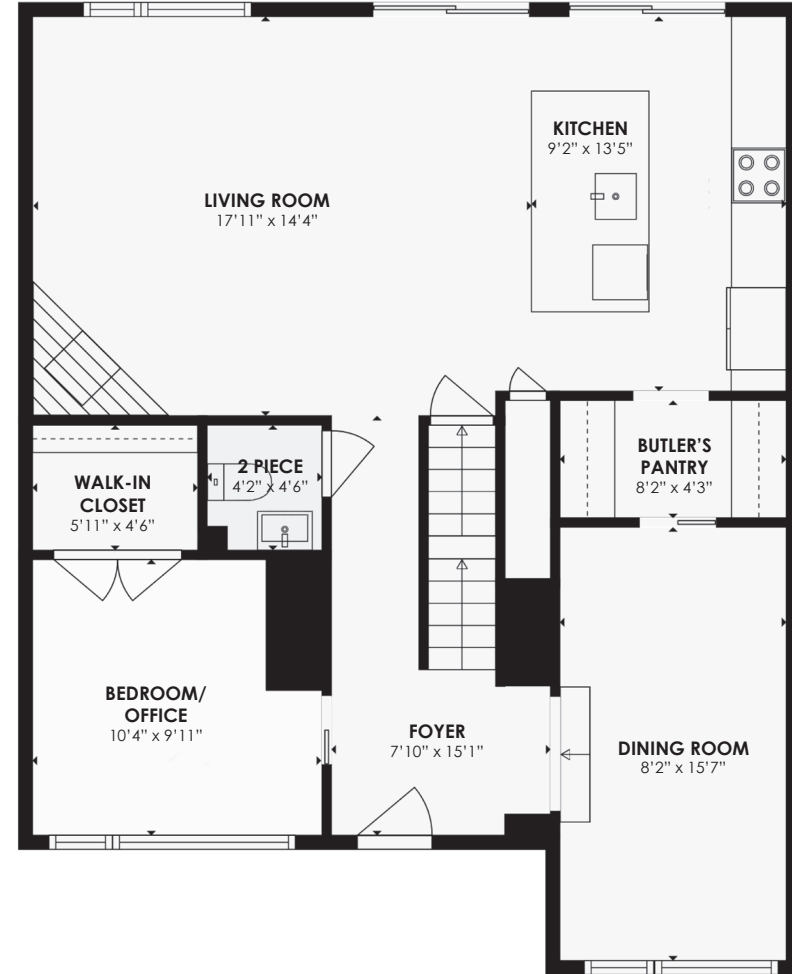 KITCHEN
9’2” x 13’5”
LIVING ROOM
17’11” x 14’4”
BUTLER’S
PANTRY
8’2” x 4’3”
2 PIECE
4’2” x 4’6”
WALK-IN
CLOSET
5’11” x 4’6”
BEDROOM/
OFFICE
10’4” x 9’11”
FOYER
7’10” x 15’1”
DINING ROOM
8’2” x 15’7”